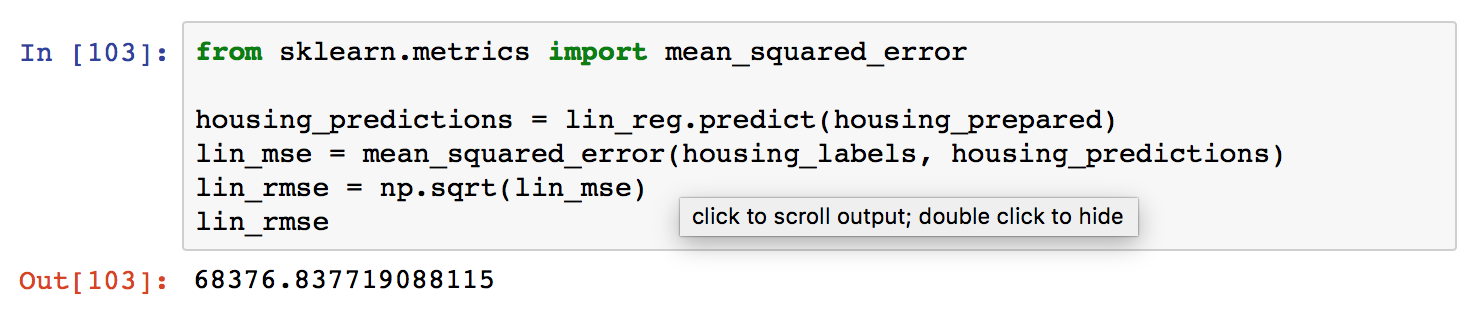 In [103]: from sklearn.metrics import mean_squared_error
housing_predictions = lin_reg.predict(housing_prepared)
lin_mse = mean_squared_error(housing_labels, housing_predictions)
lin_rmse = np.sqrt(lin_mse)
click to scroll output; double click to hide
lin_rmse
Out[103]: 68376.837719088115